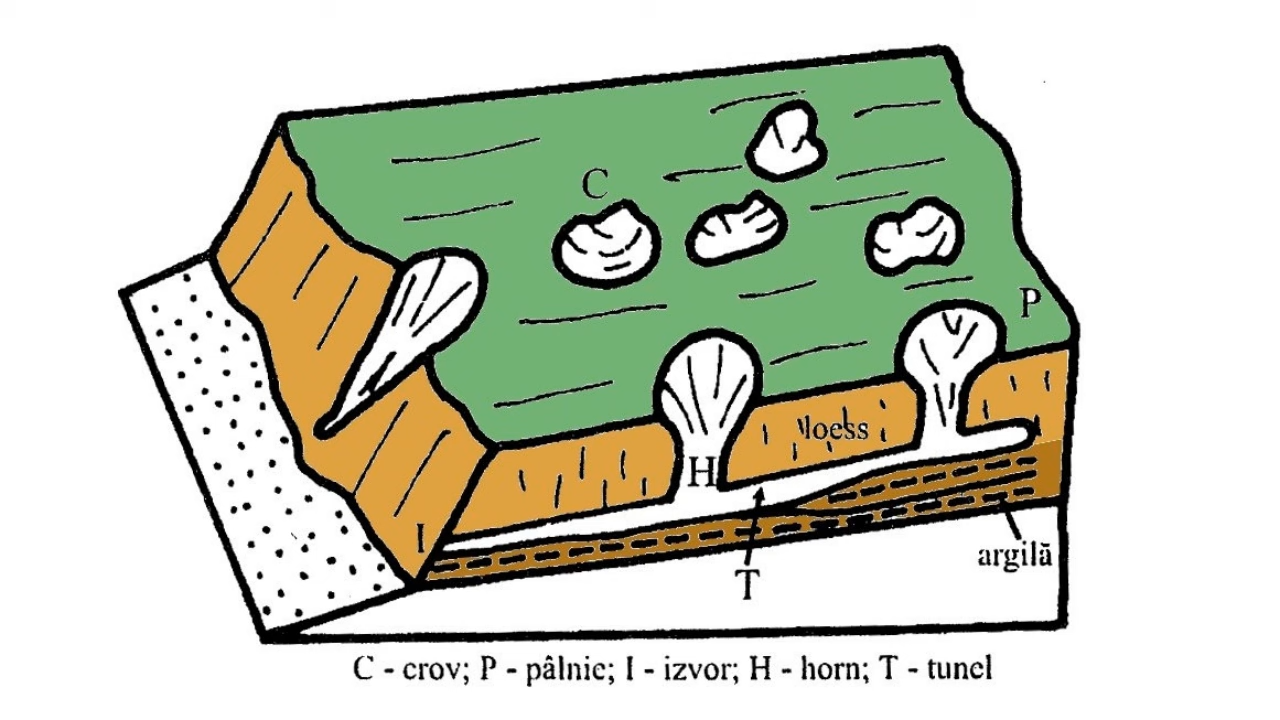 C
P
loess
H
I
argilă
T
C - crov; P - pâlnie; I - izvor; H - horn; T - tunel